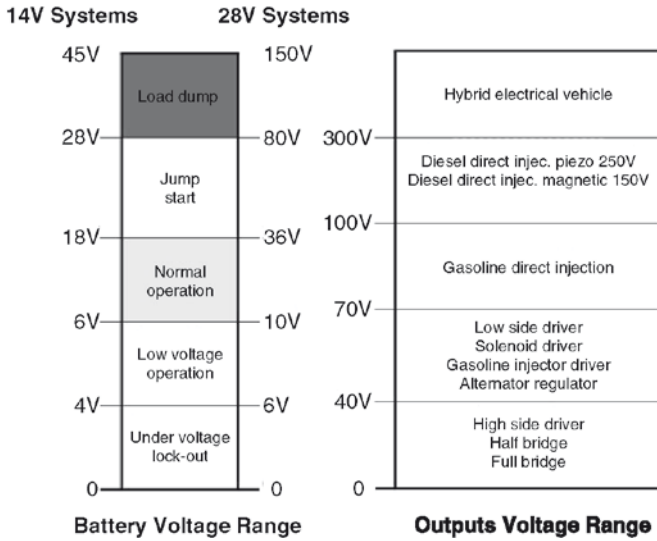 14V Systems 28V Systems
45V 150V
Load dump
Hybrid electrical vehicle
28V 80V 300V
Jump
start
Diesel direct injec. piezo 250V
Diesel direct injec. magnetic 150V
18V 36V 100V
Normal
operation
Gasoline direct injection
6V 10V 70V
Low voltage
operation
Low side driver
Solenoid driver
Gasoline injector driver
Alternator regulator
4V 6V 40V
Under voltage
lock-out
High side driver
Half bridge
Full bridge
0 0 0
Battery Voltage Range Outputs Voltage Range